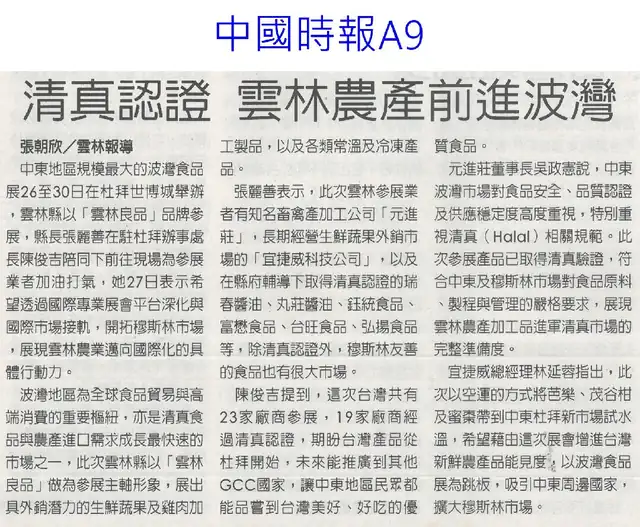 中國時報A9
清真認證 雲林農產前進波灣
張朝欣／雲林報導
中東地區規模最大的波灣食品
展26至30日在杜拜世博城舉辦
，雲林縣以「雲林良品」品牌參
展，縣長張麗善在駐杜拜辦事處
長陳俊吉陪同下前往現場為參展
業者加油打氣，她27日表示希
望透過國際專業展會平台深化與
國際市場接軌，開拓穆斯林市場
，展現雲林農業邁向國際化的具
體行動力。
波灣地區為全球食品貿易與高
端消費的重要樞紐，亦是清真食
品與農產進口需求成長最快速的
市場之一，此次雲林縣以「雲林
良品」做為參展主軸形象，展出
具外銷潛力的生鮮蔬果及雞肉加
工製品，以及各類常溫及冷凍產
品。
張麗善表示，此次雲林參展業
者有知名畜禽產加工公司「元進
莊」，長期經營生鮮蔬果外銷市
場的「宜捷威科技公司」，以及
在縣府輔導下取得清真認證的瑞
春醬油、丸莊醬油、鈺統食品、
富懋食品、台旺食品、弘揚食品
等，除清真認證外，穆斯林友善
的食品也有很大市場。
陳俊吉提到，這次台灣共有
23家廠商參展，19家廠商經
過清真認證，期盼台灣產品從
杜拜開始，未來能推廣到其他
GCC國家，讓中東地區民眾都
能品嘗到台灣美好、好吃的優
質食品。
元進莊董事長吳政憲說，中東
波灣市場對食品安全、品質認證
及供應穩定度高度重視，特別重
視清真（Halal）相關規範。此
次參展產品已取得清真驗證，符
合中東及穆斯林市場對食品原料
、製程與管理的嚴格要求，展現
雲林農產加工品進軍清真市場的
完整準備度。
宜捷威總經理林延蓉指出，此
次以空運的方式將芭樂、茂谷柑
及蜜棗帶到中東杜拜新市場試水
溫，希望藉由這次展會增進台灣
新鮮農產品能見度，以波灣食品
展為跳板，吸引中東周邊國家，
擴大穆斯林市場。